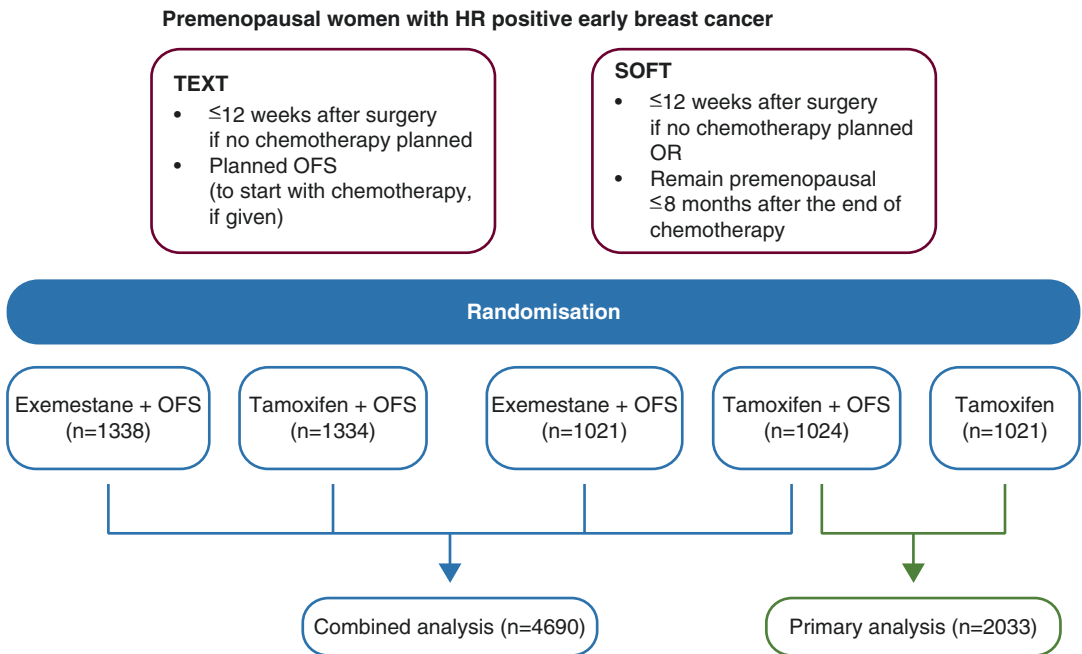 Premenopausal women with HR positive early breast cancer
TEXT
• ≤12 weeks after surgery
if no chemotherapy planned
• Planned OFS
(to start with chemotherapy,
if given)
SOFT
• ≤12 weeks after surgery
if no chemotherapy planned
OR
• Remain premenopausal
≤8 months after the end of
chemotherapy
Randomisation
Exemestane + OFS
(n=1338)
Tamoxifen + OFS
(n=1334)
Exemestane + OFS
(n=1021)
Tamoxifen + OFS
(n=1024)
Tamoxifen
(n=1021)
Combined analysis (n=4690)
Primary analysis (n=2033)